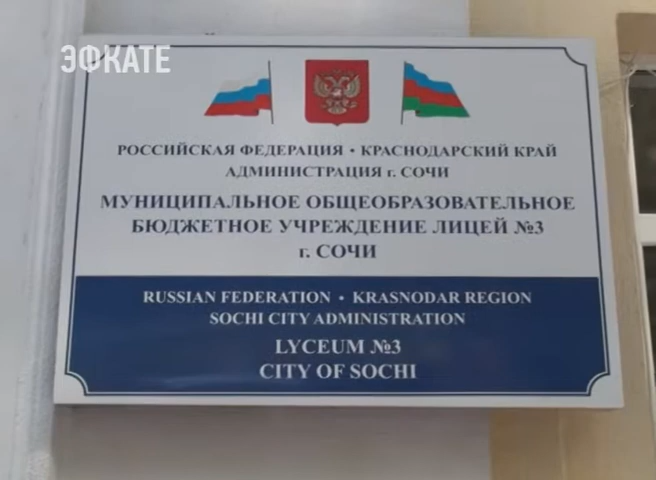 ЭФКАТЕ
РОССИЙСКАЯ ФЕДЕРАЦИЯ • КРАСНОДАРСКИЙ КРАЙ
АДМИНИСТРАЦИЯ г. СОЧИ
МУНИЦИПАЛЬНОЕ ОБЩЕОБРАЗОВАТЕЛЬНОЕ
БЮДЖЕТНОЕ УЧРЕЖДЕНИЕ ЛИЦЕЙ №3
г. СОЧИ
RUSSIAN FEDERATION • KRASNODAR REGION
SOCHI CITY ADMINISTRATION
LYCEUM №3
CITY OF SOCHI